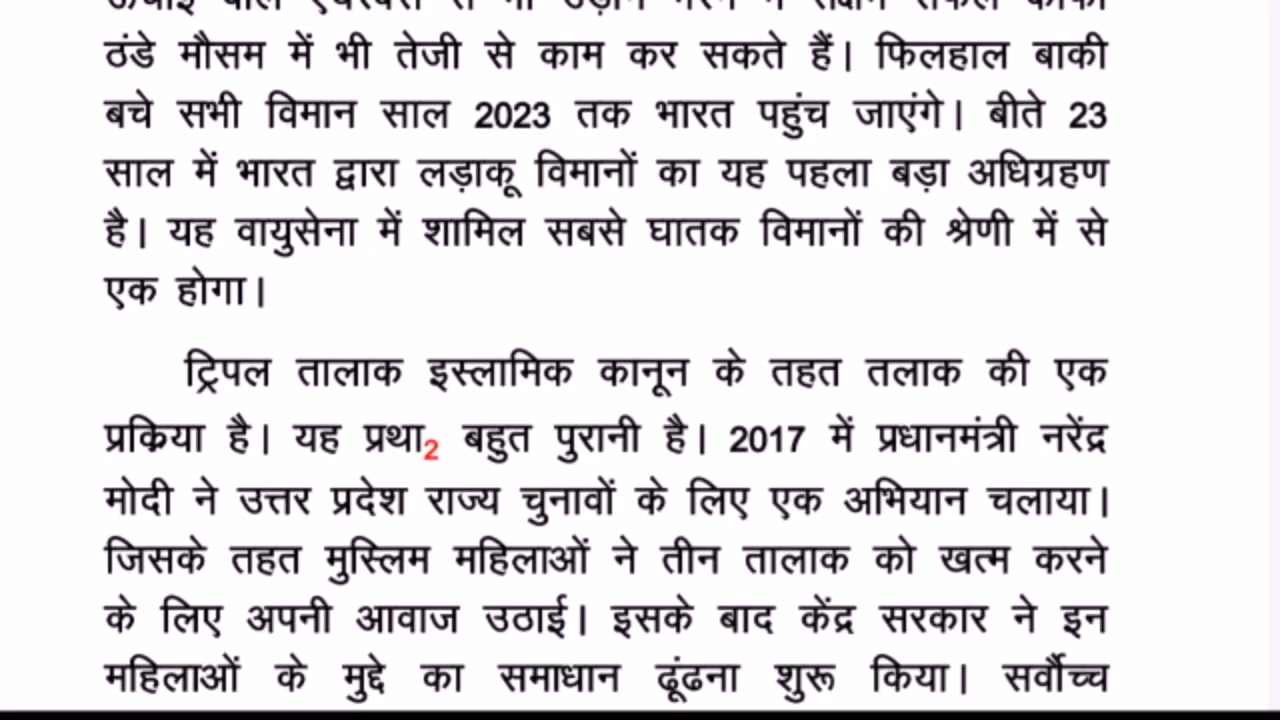 ठंडे मौसम में भी तेजी से काम कर सकते हैं। फिलहाल बाकी
बचे सभी विमान साल 2023 तक भारत पहुंच जाएंगे। बीते 23
साल में भारत द्वारा लड़ाकू विमानों का यह पहला बड़ा अधिग्रहण
है। यह वायुसेना में शामिल सबसे घातक विमानों की श्रेणी में से
एक होगा।
ट्रिपल तालाक इस्लामिक कानून के तहत तलाक की एक
प्रक्रिया है। यह प्रथा2 बहुत पुरानी है। 2017 में प्रधानमंत्री नरेंद्र
मोदी ने उत्तर प्रदेश राज्य चुनावों के लिए एक अभियान चलाया।
जिसके तहत मुस्लिम महिलाओं ने तीन तालाक को खत्म करने
के लिए अपनी आवाज उठाई। इसके बाद केंद्र सरकार ने इन
महिलाओं के मुद्दे का समाधान ढूंढना शुरू किया। सर्वौच्च